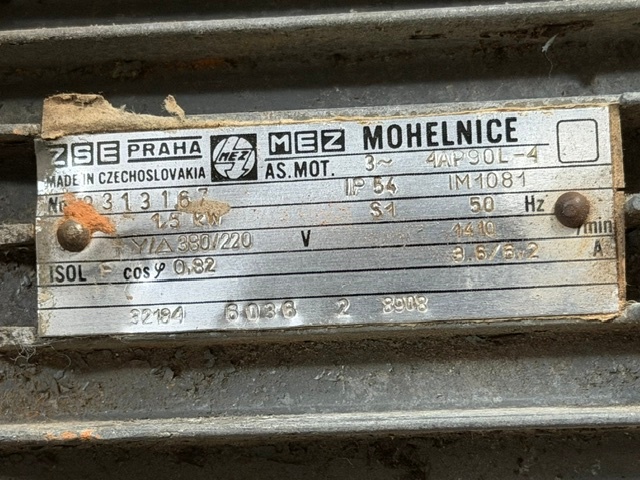 ZSE PRAHA MEZ MEZ MOHELNICE
MADE IN CZECHOSLOVAKIA AS.MOT. 3~ 4AP90L-4
No 2313167 IP 54 IM1081
1,5 kW S1 50 Hz
Y/Δ 380/220 V 1410 /min
ISOL F cos φ 0,82 3,6/6,2 A
32184 6036 2 8908